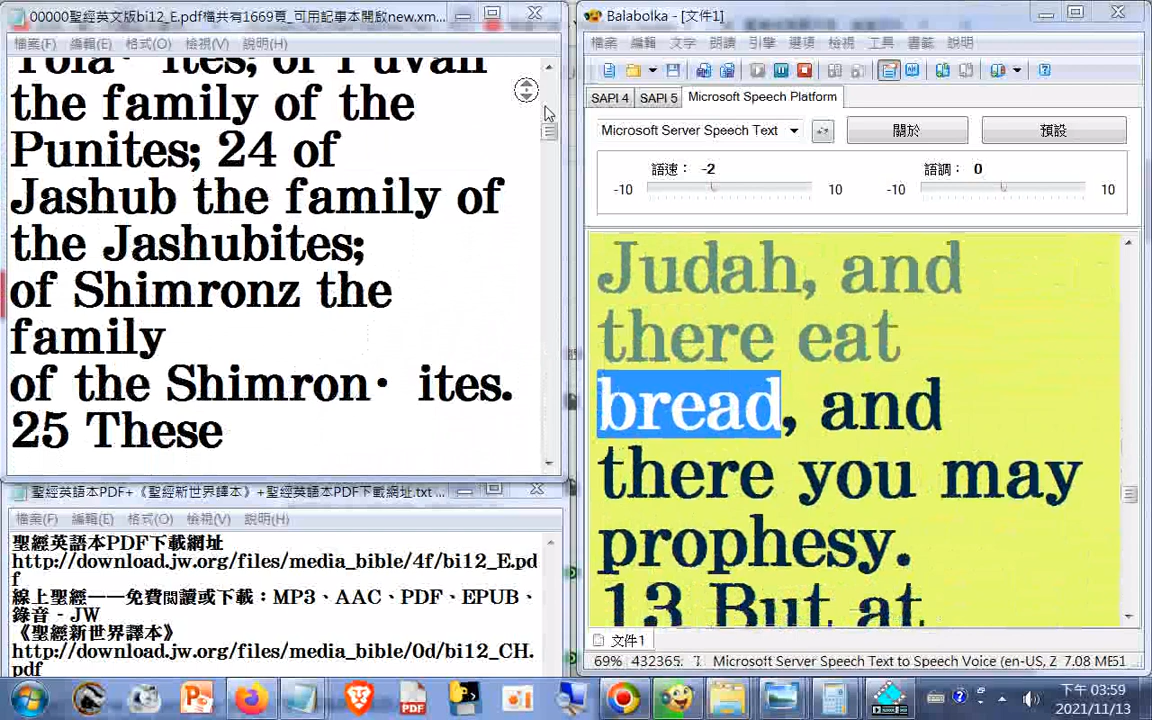 00000聖經英文版bi12_E.pdf檔共有1669頁_可用記事本開啟new.xm...
檔案(F) 編輯(E) 格式(O) 檢視(V) 說明(H)
Tola‧ ites; of Puvah
the family of the
Punites; 24 of
Jashub the family of
the Jashubites;
of Shimronz the
family
of the Shimron‧ ites.
25 These
聖經英語本PDF+《聖經新世界譯本》+聖經英語本PDF下載網址.txt ...
檔案(F) 編輯(E) 格式(O) 檢視(V) 說明(H)
聖經英語本PDF下載網址
http://download.jw.org/files/media_bible/4f/bi12_E.pd
f
線上聖經──免費閱讀或下載：MP3、AAC、PDF、EPUB、
錄音 - JW
《聖經新世界譯本》
http://download.jw.org/files/media_bible/0d/bi12_CH.
pdf
Balabolka - [文件1]
檔案 編輯 文字 朗讀 引擎 選項 檢視 工具 書籤 說明
SAPI 4 SAPI 5 Microsoft Speech Platform
Microsoft Server Speech Text 關於 預設
語速： -2 語調： 0
-10 10 -10 10
Judah, and
there eat
bread, and
there you may
prophesy.
13 But at
文件1
69% 432365. Microsoft Server Speech Text to Speech Voice (en-US, Z 7.08 ME51
PDF
下午 03:59
2021/11/13